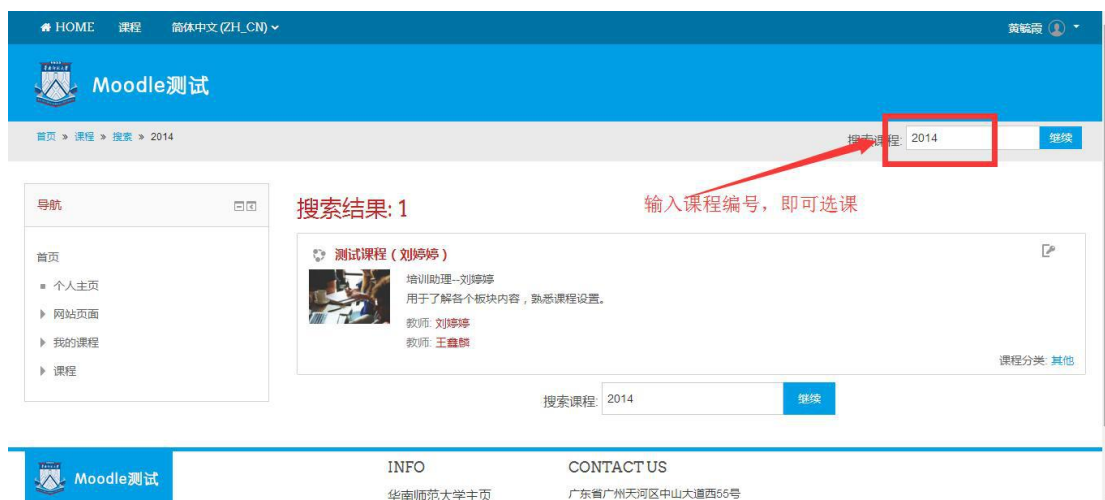 HOME 课程 简体中文 (ZH_CN)
黄毓霞
Moodle测试
首页 » 课程 » 搜索 » 2014
搜索课程: 2014 继续
输入课程编号，即可选课
导航
首页
个人主页
网站页面
我的课程
课程
搜索结果: 1
测试课程 ( 刘婷婷 )
培训助理--刘婷婷
用于了解各个板块内容，熟悉课程设置。
教师: 刘婷婷
教师: 王鑫麟
课程分类: 其他
搜索课程: 2014 继续
Moodle测试
INFO
华南师范大学主页
CONTACT US
广东省广州天河区中山大道西55号